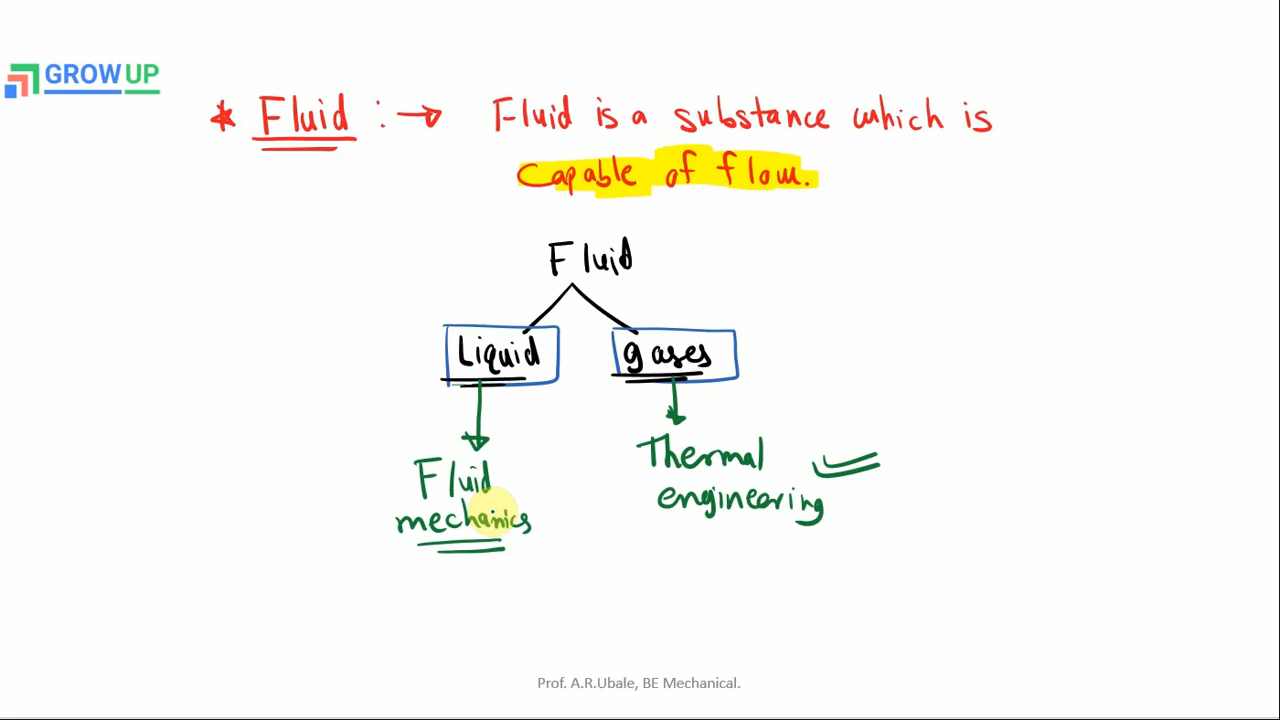 GROW UP
* Fluid :→ Fluid is a substance which is
capable of flow.
Fluid
Liquid gases
Fluid
mechanics
Thermal
engineering
Prof. A.R.Ubale, BE Mechanical.